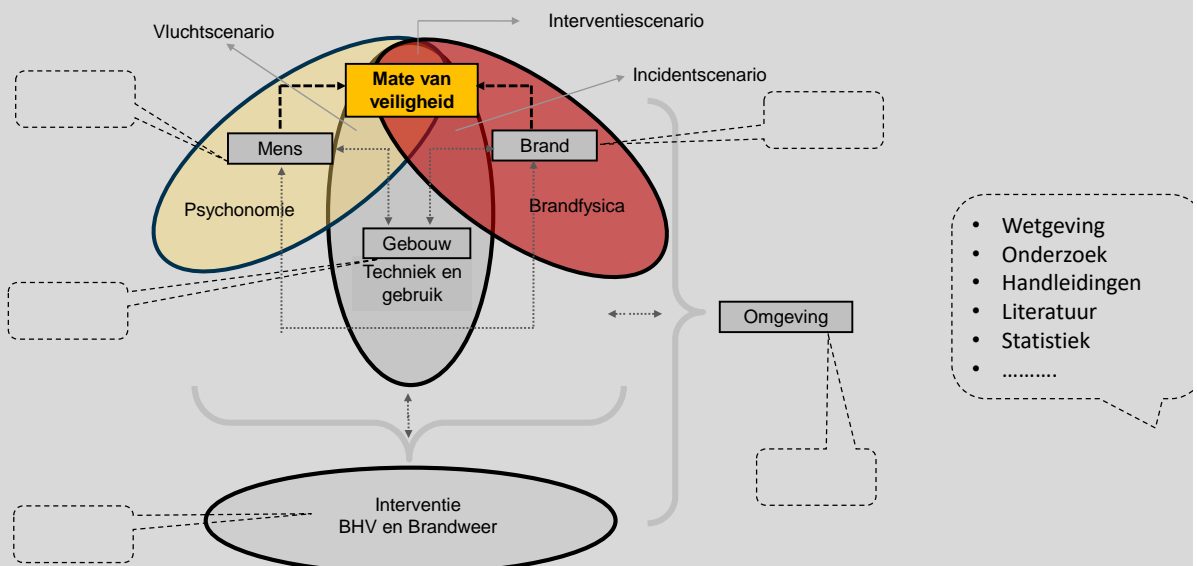 Interventiescenario
Vluchtscenario
Incidentscenario
Mate van
veiligheid
Mens
Brand
Psychonomie
Brandfysica
Gebouw
Techniek en
gebruik
Omgeving
• Wetgeving
• Onderzoek
• Handleidingen
• Literatuur
• Statistiek
• ……….
Interventie
BHV en Brandweer